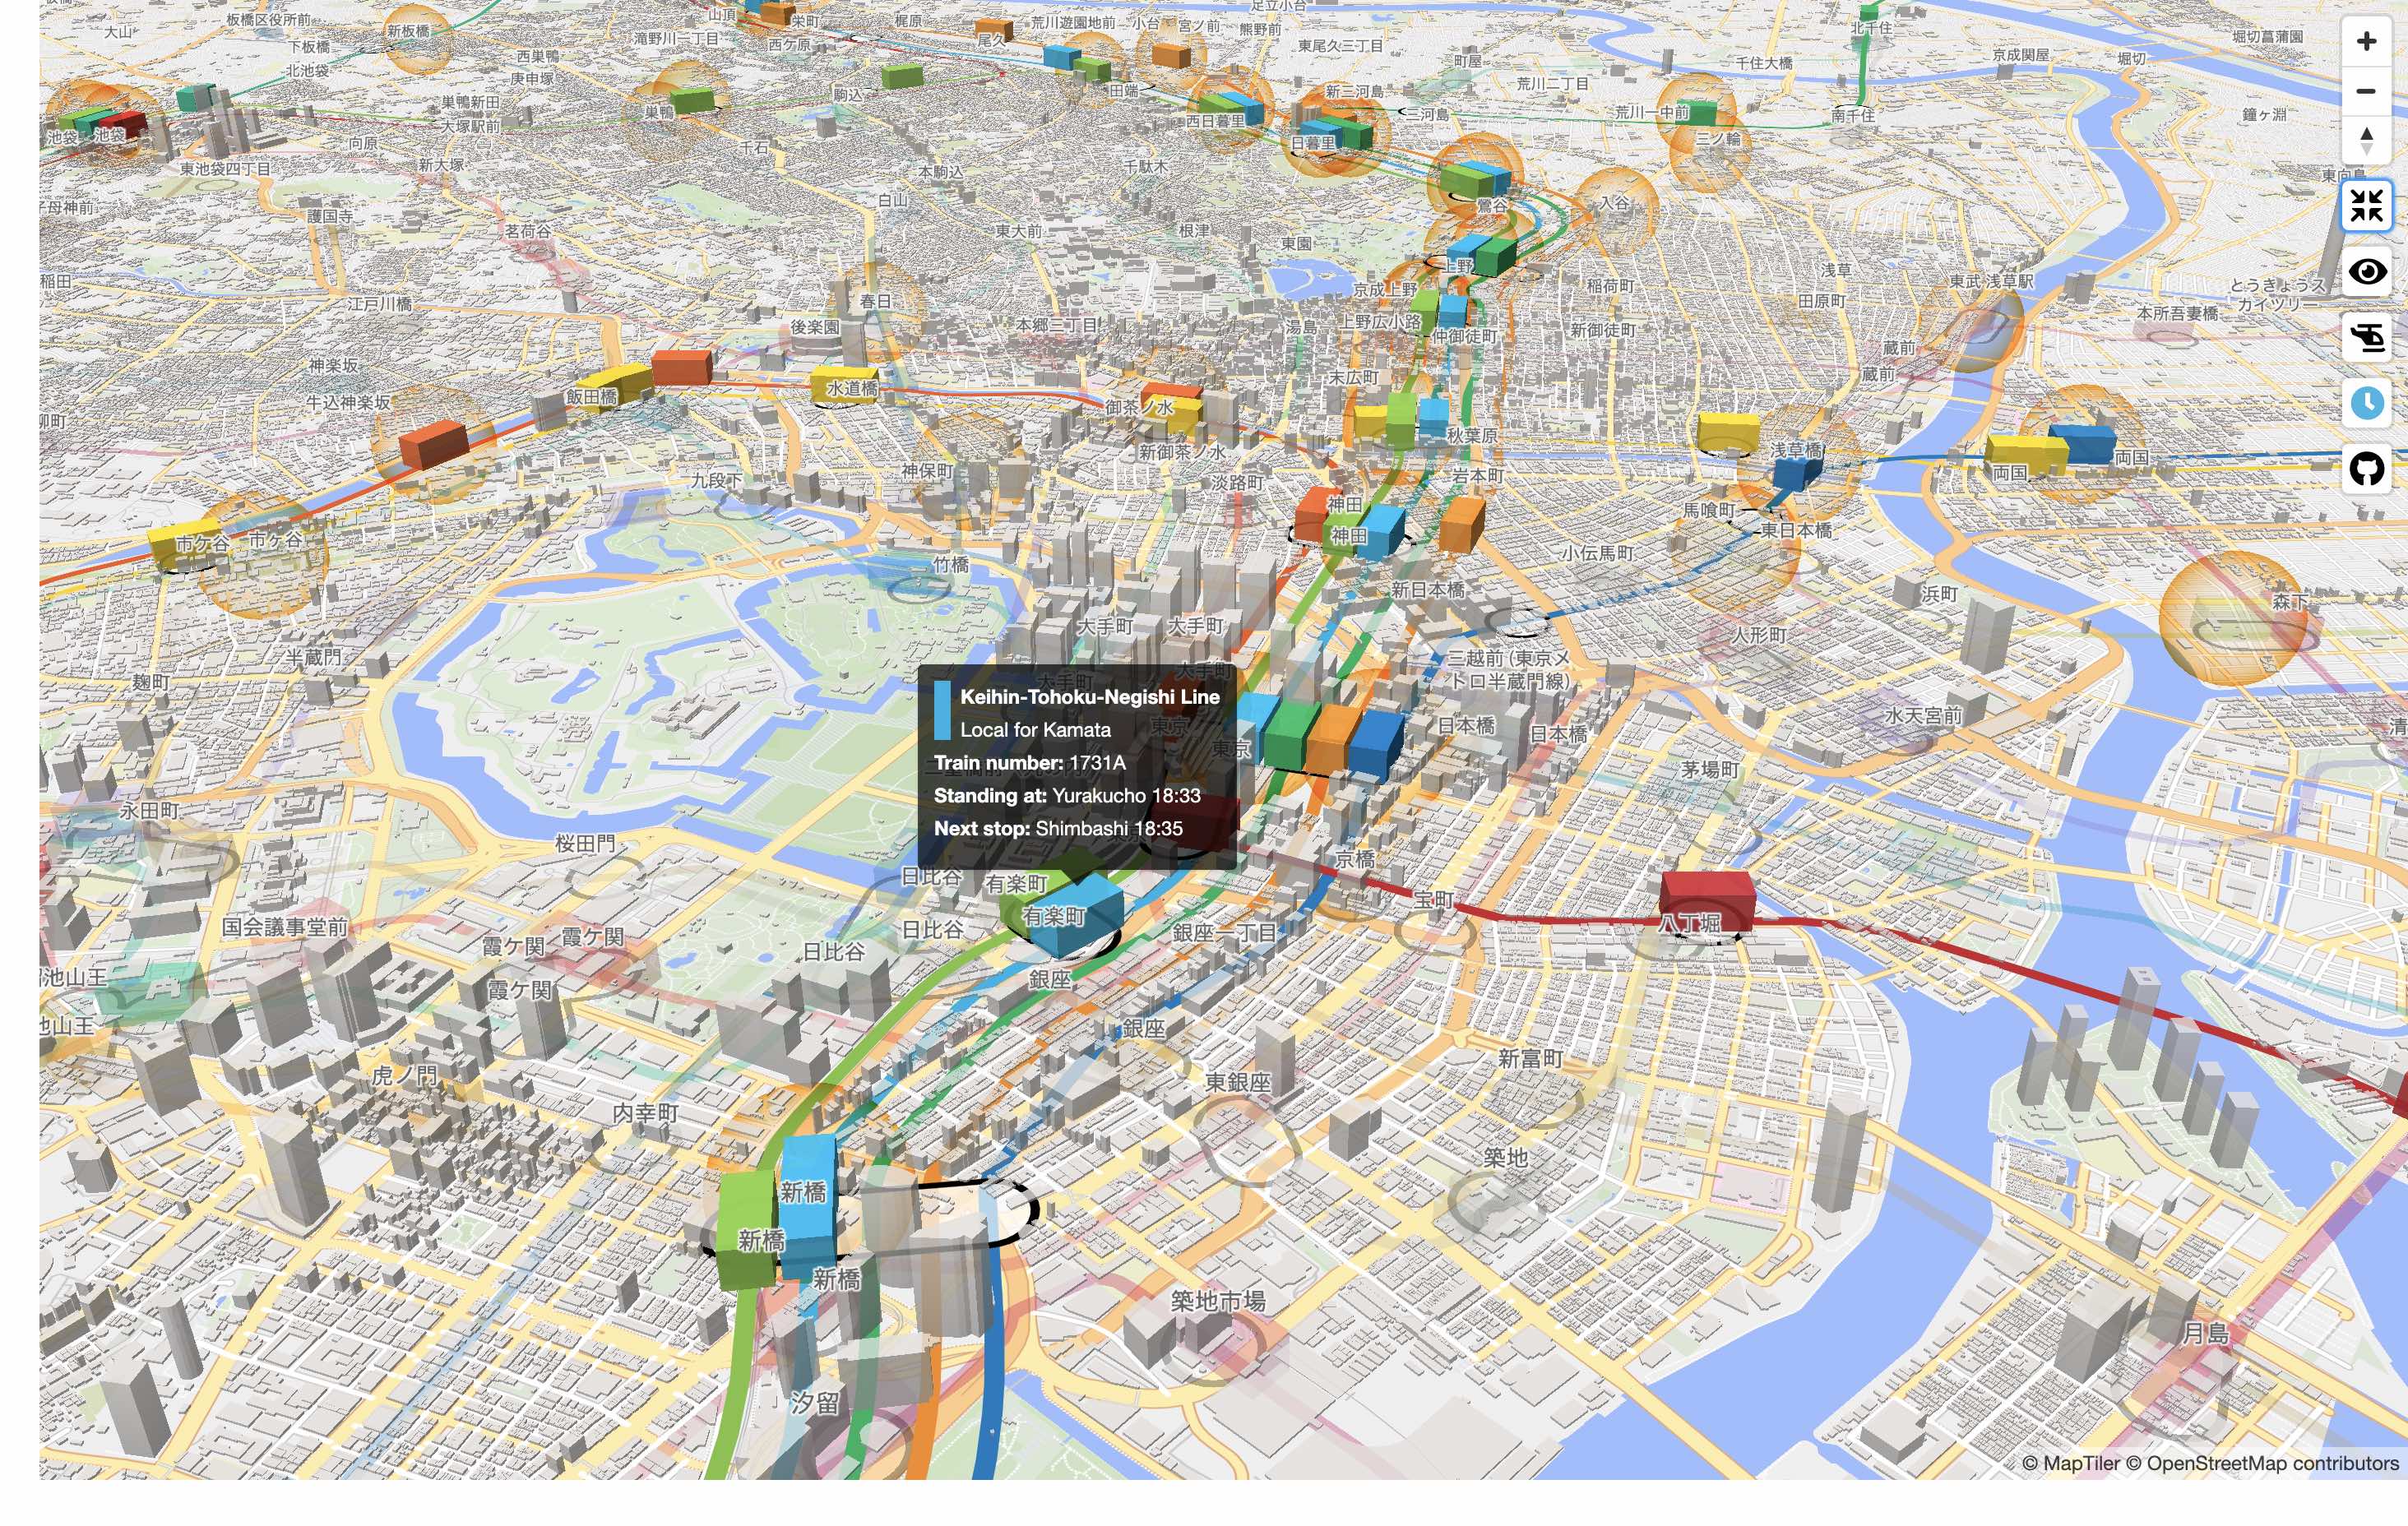 大山
板橋区役所前
新板橋
山頂
栄町
梶原
荒川遊園地前
小台
宮ノ前
熊野前
足立小台
北千住
堀切菖蒲園
下板橋
滝野川一丁目
西ケ原
尾久
東尾久三丁目
町屋
千住大橋
京成関屋
堀切
北池袋
西巣鴨
庚申塚
駒込
田端
新三河島
荒川二丁目
鐘ヶ淵
池袋
池袋
巣鴨新田
大塚駅前
巣鴨
西日暮里
三河島
荒川一中前
南千住
向原
千石
日暮里
三ノ輪
東池袋四丁目
新大塚
本駒込
千駄木
東向島
護国寺
茗荷谷
白山
東大前
根津
鶯谷
入谷
稲田
江戸川橋
春日
東園
上野
京成上野
稲荷町
浅草
田原町
東武 浅草駅
とうきょうス
カイツリー
後楽園
本郷三丁目
湯島
上野広小路
仲御徒町
新御徒町
蔵前
本所吾妻橋
神楽坂
牛込神楽坂
飯田橋
水道橋
御茶ノ水
末広町
蔵前
秋葉原
新御茶ノ水
浅草橋
両国
両国
市ケ谷
市ケ谷
九段下
神保町
淡路町
岩本町
神田
神田
馬喰町
東日本橋
竹橋
小伝馬町
新日本橋
浜町
森下
大手町
大手町
半蔵門
麹町
大手町
大手町
三越前 (東京メ
トロ半蔵門線)
人形町
Keihin-Tohoku-Negishi Line
Local for Kamata
Train number: 1731A
Standing at: Yurakucho 18:33
Next stop: Shimbashi 18:35
東京
東京
日本橋
日本橋
水天宮前
茅場町
永田町
桜田門
日比谷
有楽町
有楽町
京橋
宝町
八丁堀
国会議事堂前
霞ケ関
霞ケ関
霞ケ関
日比谷
日比谷
銀座一丁目
銀座
銀座
池山王
虎ノ門
内幸町
東銀座
新富町
築地
新橋
新橋
新橋
築地市場
汐留
月島
© MapTiler © OpenStreetMap contributors